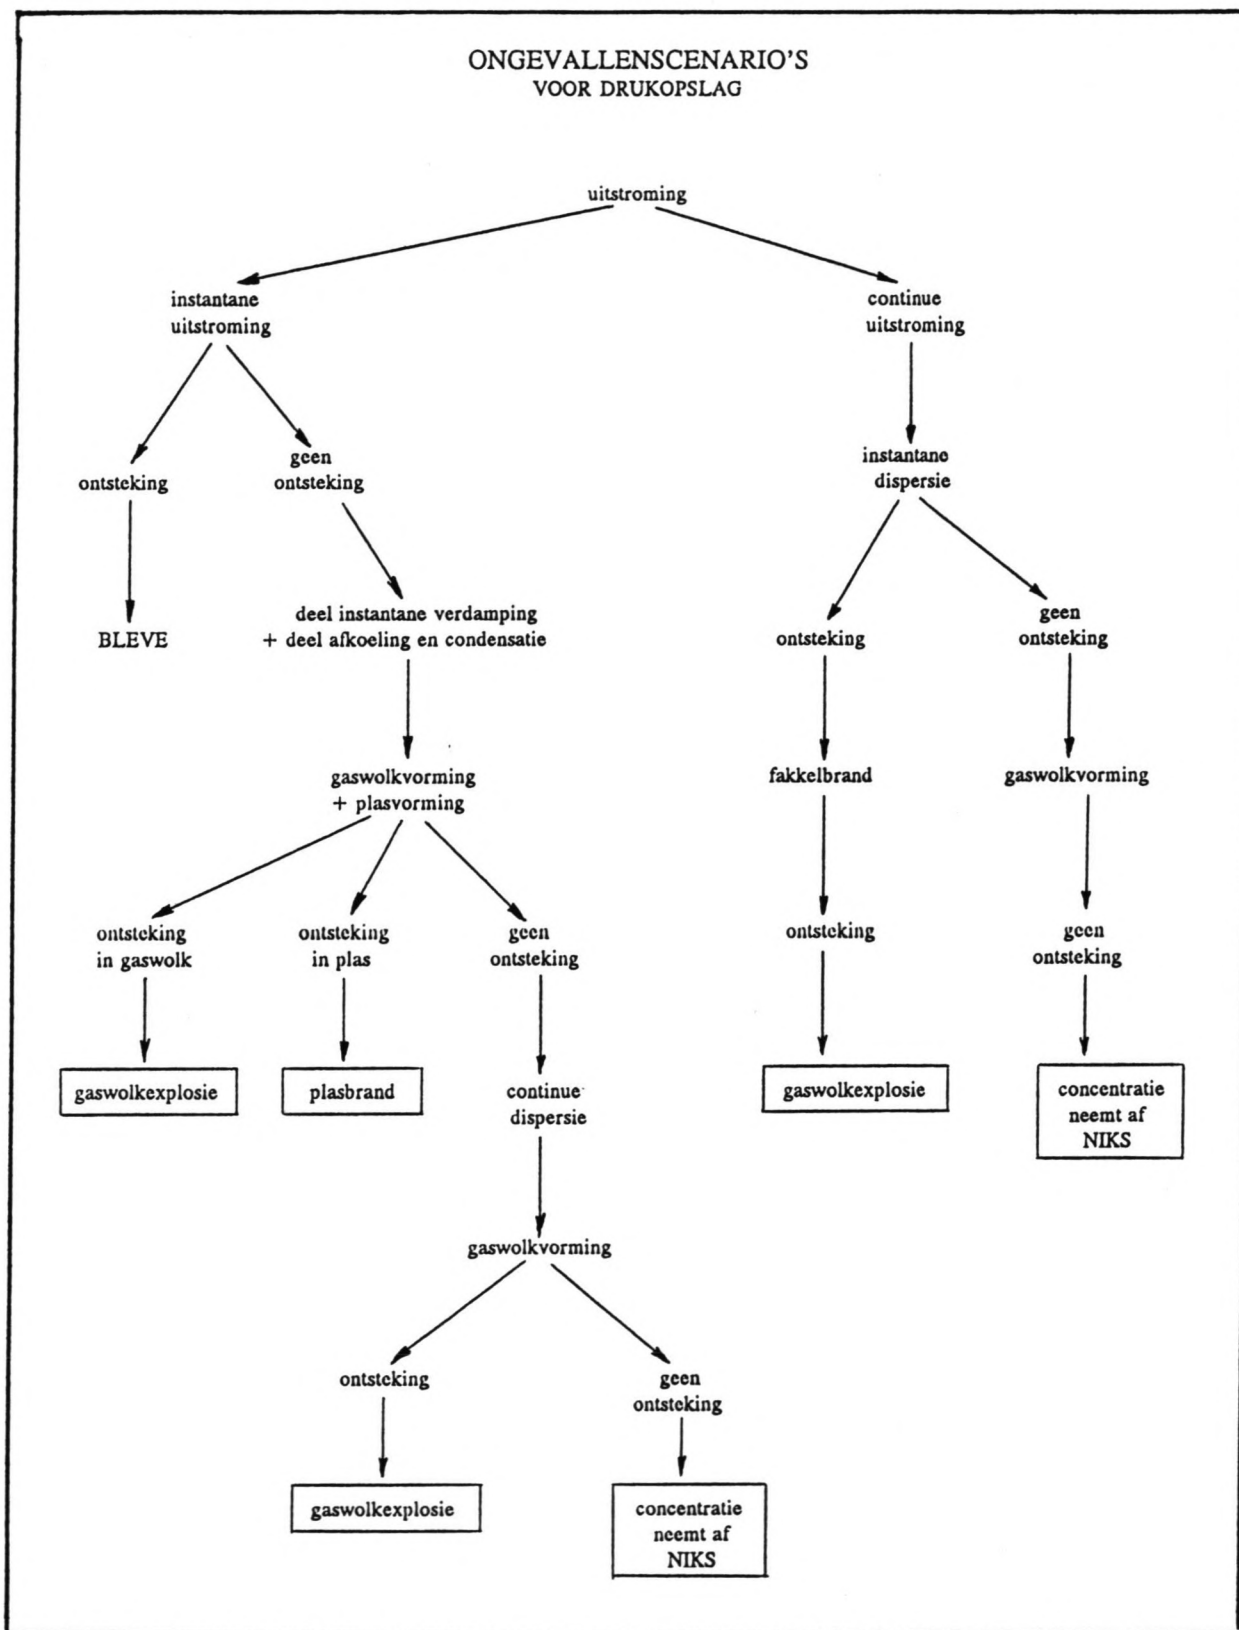 ONGEVALLENSCENARIO'S
VOOR DRUKOPSLAG
uitstroming
instantane
uitstroming
continue
uitstroming
ontsteking
geen
ontsteking
instantane
dispersie
BLEVE
deel instantane verdamping
+ deel afkoeling en condensatie
ontsteking
geen
ontsteking
gaswolkvorming
+ plasvorming
fakkelbrand
gaswolkvorming
ontsteking
in gaswolk
ontsteking
in plas
geen
ontsteking
ontsteking
geen
ontsteking
gaswolkexplosie
plasbrand
continue
dispersie
gaswolkexplosie
concentratie
neemt af
NIKS
gaswolkvorming
ontsteking
geen
ontsteking
gaswolkexplosie
concentratie
neemt af
NIKS